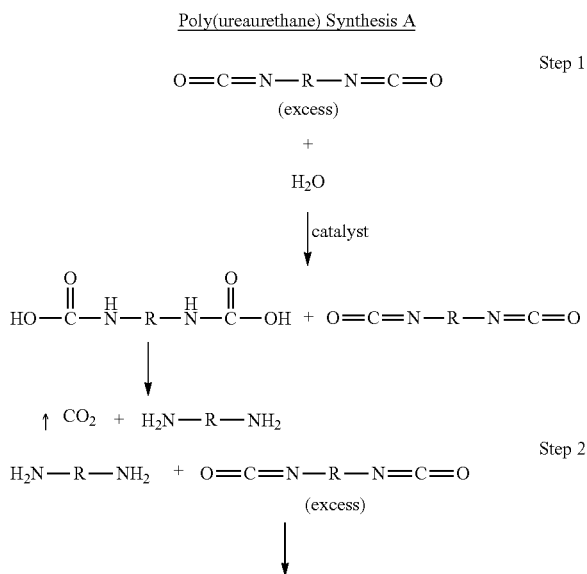 Poly(ureaurethane) Synthesis A
Step 1
O=C=N—R—N=C=O
(excess)
+
H₂O
catalyst
O O
HO—C—N—R—N—C—OH + O=C=N—R—N=C=O
H H
↑ CO₂ + H₂N—R—NH₂
Step 2
H₂N—R—NH₂ + O=C=N—R—N=C=O
(excess)